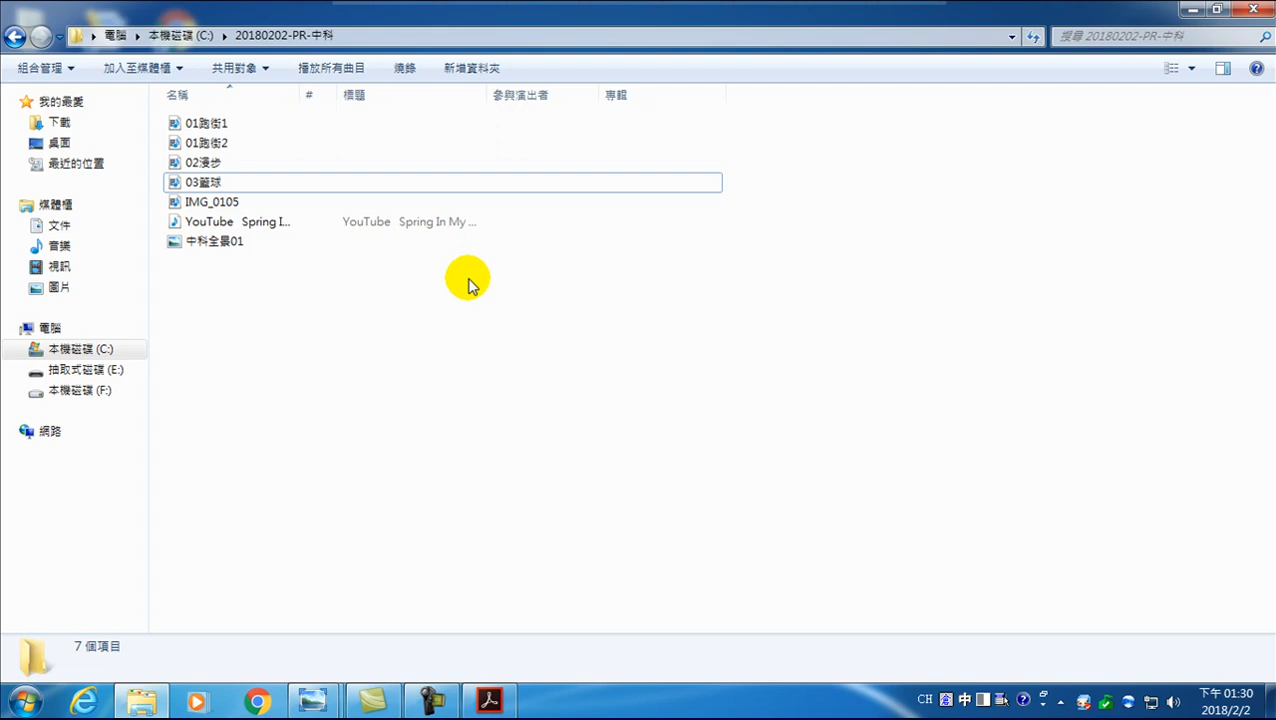 電腦 本機磁碟 (C:) 20180202-PR-中科
搜尋 20180202-PR-中科
組合管理 加入至媒體櫃 共用對象 播放所有曲目 燒錄 新增資料夾
我的最愛
下載
桌面
最近的位置
媒體櫃
文件
音樂
視訊
圖片
電腦
本機磁碟 (C:)
抽取式磁碟 (E:)
本機磁碟 (F:)
網路
名稱 # 標題 參與演出者 專輯
01跑街1
01跑街2
02漫步
03籃球
IMG_0105
YouTube Spring I... YouTube Spring In My ...
中科全景01
7 個項目
CH 中
下午 01:30
2018/2/2